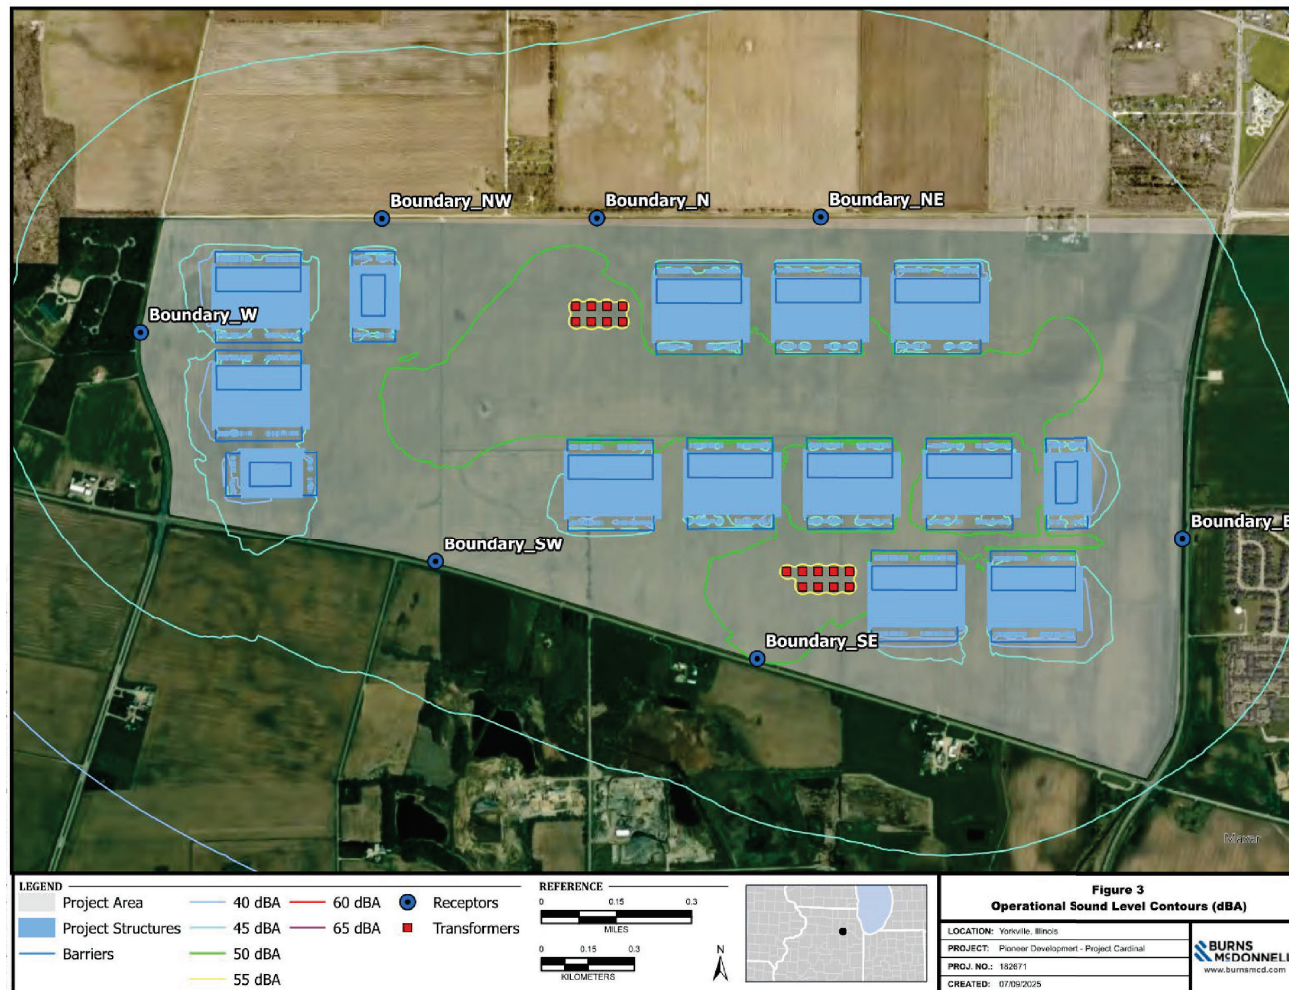 Boundary_NW
Boundary_N
Boundary_NE
Boundary_W
Boundary_SW
Boundary_E
Boundary_SE
Maxar
LEGEND
Project Area
Project Structures
Barriers
40 dBA
45 dBA
50 dBA
55 dBA
60 dBA
65 dBA
Receptors
Transformers
REFERENCE
0 0.15 0.3
MILES
0 0.15 0.3
KILOMETERS
N
Figure 3
Operational Sound Level Contours (dBA)
LOCATION: Yorkville, Illinois
PROJECT: Pioneer Development - Project Cardinal
PROJ. NO.: 182671
CREATED: 07/09/2025
BURNS
McDONNELL
www.burnsmcd.com